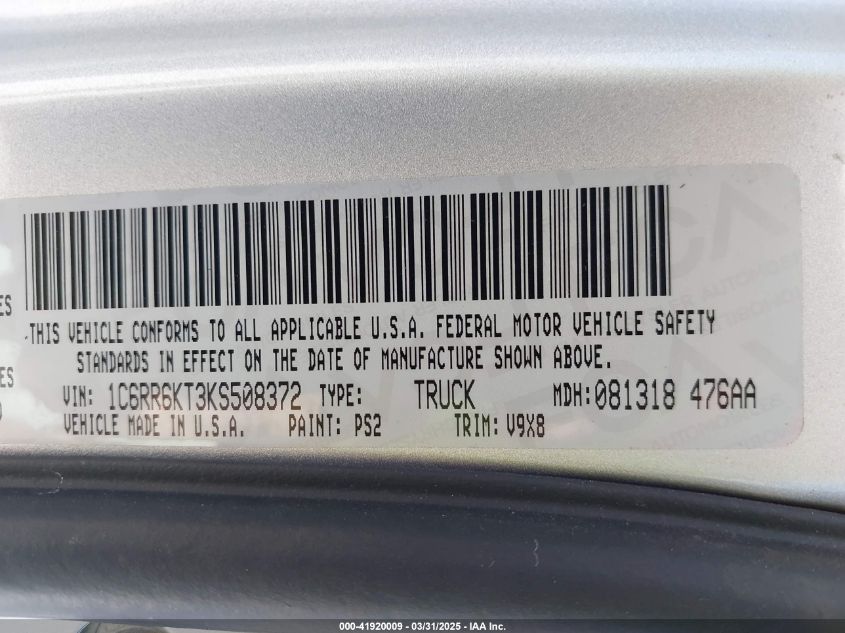 ES
THIS VEHICLE CONFORMS TO ALL APPLICABLE U.S.A. FEDERAL MOTOR VEHICLE SAFETY
STANDARDS IN EFFECT ON THE DATE OF MANUFACTURE SHOWN ABOVE.
ES
VIN: 1C6RR6KT3KS508372 TYPE: TRUCK MDH: 081318 476AA
VEHICLE MADE IN U.S.A. PAINT: PS2 TRIM: V9X8
000-41920009 - 03/31/2025 - IAA Inc.